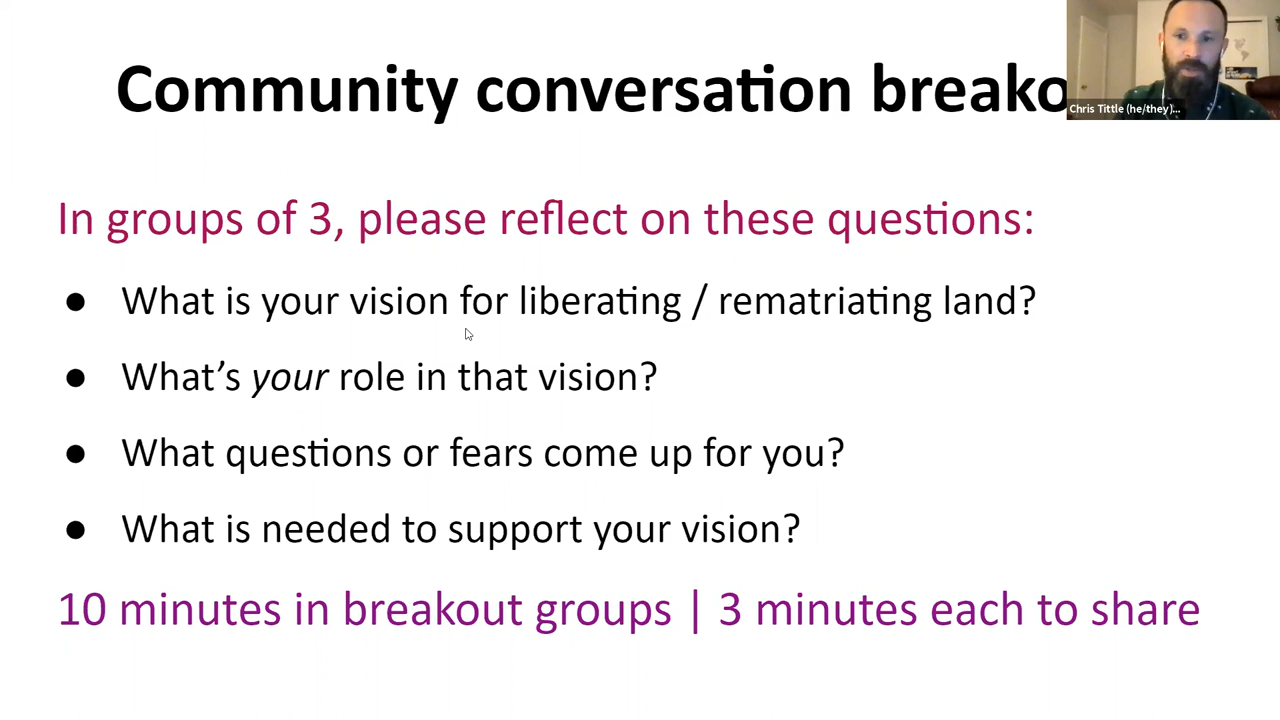 Community conversation breako
Chris Tittle (he/they)...
In groups of 3, please reflect on these questions:
● What is your vision for liberating / rematriating land?
● What's your role in that vision?
● What questions or fears come up for you?
● What is needed to support your vision?
10 minutes in breakout groups | 3 minutes each to share